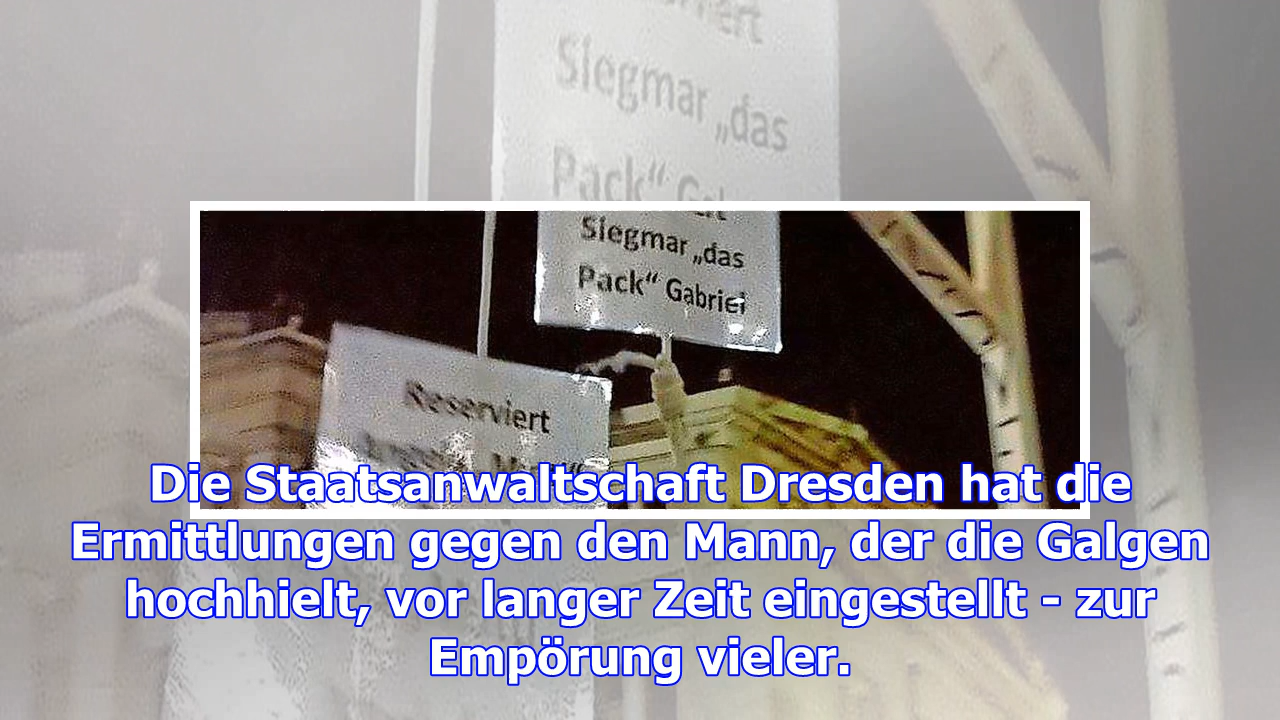 Siegmar „das
Pack“
Siegmar „das
Pack“ Gabriel
Reserviert
Die Staatsanwaltschaft Dresden hat die
Ermittlungen gegen den Mann, der die Galgen
hochhielt, vor langer Zeit eingestellt - zur
Empörung vieler.